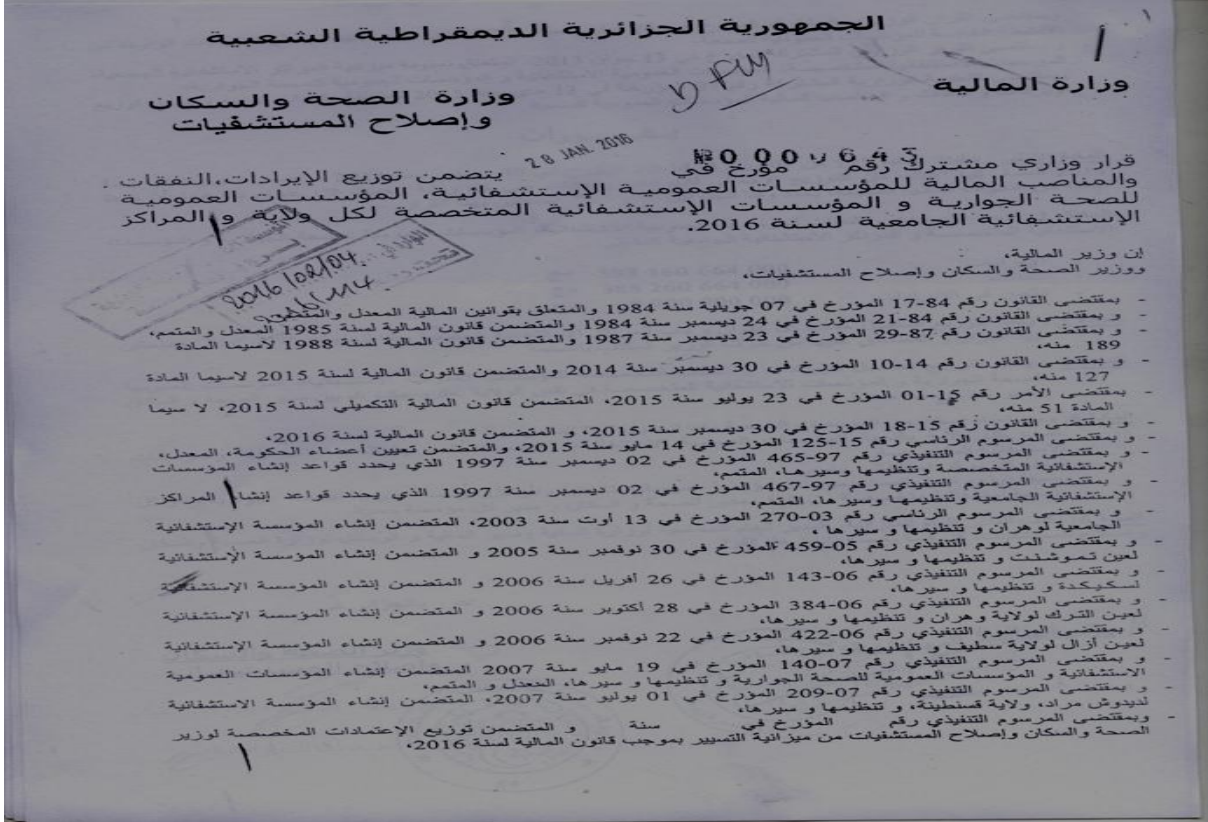 الجمهورية الجزائرية الديمقراطية الشعبية
وزارة المالية
وزارة الصحة والسكان
وإصلاح المستشفيات
DFM
28 JAN. 2016
قرار وزاري مشترك رقم مؤرخ في يتضمن توزيع الإيرادات،النفقات
والمناصب المالية للمؤسسات العمومية الإستشفائية، المؤسسات العمومية
للصحة الجوارية و المؤسسات الإستشفائية المتخصصة لكل ولاية و المراكز
الإستشفائية الجامعية لسنة 2016.
2016/02/04
إن وزير المالية،
ووزير الصحة والسكان وإصلاح المستشفيات،
- بمقتضى القانون رقم 84-17 المؤرخ في 07 جويلية سنة 1984 والمتعلق بقوانين المالية المعدل والمتمم،
- و بمقتضى القانون رقم 84-21 المؤرخ في 24 ديسمبر سنة 1984 والمتضمن قانون المالية لسنة 1985 المعدل والمتمم،
- و بمقتضى القانون رقم 87-29 المؤرخ في 23 ديسمبر سنة 1987 والمتضمن قانون المالية لسنة 1988 لاسيما المادة
189 منه،
- و بمقتضى القانون رقم 14-10 المؤرخ في 30 ديسمبر سنة 2014 والمتضمن قانون المالية لسنة 2015 لاسيما المادة
127 منه،
- بمقتضى الأمر رقم 15-01 المؤرخ في 23 يوليو سنة 2015، المتضمن قانون المالية التكميلي لسنة 2015، لا سيما
المادة 51 منه،
- و بمقتضى القانون رقم 15-18 المؤرخ في 30 ديسمبر سنة 2015، و المتضمن قانون المالية لسنة 2016،
- و بمقتضى المرسوم الرئاسي رقم 15-125 المؤرخ في 14 مايو سنة 2015، والمتضمن تعيين أعضاء الحكومة، المعدل،
- و بمقتضى المرسوم التنفيذي رقم 97-465 المؤرخ في 02 ديسمبر سنة 1997 الذي يحدد قواعد إنشاء المؤسسات
الإستشفائية المتخصصة وتنظيمها وسيرها، المتمم،
- و بمقتضى المرسوم التنفيذي رقم 97-467 المؤرخ في 02 ديسمبر سنة 1997 الذي يحدد قواعد إنشاء المراكز
الإستشفائية الجامعية وتنظيمها وسيرها، المتمم،
- و بمقتضى المرسوم الرئاسي رقم 03-270 المؤرخ في 13 أوت سنة 2003، المتضمن إنشاء المؤسسة الإستشفائية
الجامعية لوهران و تنظيمها و سيرها ،
- و بمقتضى المرسوم التنفيذي رقم 05-459 المؤرخ في 30 نوفمبر سنة 2005 و المتضمن إنشاء المؤسسة الإستشفائية
لعين تموشنت و تنظيمها و سيرها،
- و بمقتضى المرسوم التنفيذي رقم 06-143 المؤرخ في 26 أفريل سنة 2006 و المتضمن إنشاء المؤسسة الإستشفائية
لسكيكدة و تنظيمها و سيرها،
- و بمقتضى المرسوم التنفيذي رقم 06-384 المؤرخ في 28 أكتوبر سنة 2006 و المتضمن إنشاء المؤسسة الإستشفائية
لعين الترك لولاية وهران و تنظيمها و سيرها،
- و بمقتضى المرسوم التنفيذي رقم 06-422 المؤرخ في 22 نوفمبر سنة 2006 و المتضمن إنشاء المؤسسة الإستشفائية
لعين أزال لولاية سطيف و تنظيمها و سيرها،
- و بمقتضى المرسوم التنفيذي رقم 07-140 المؤرخ في 19 مايو سنة 2007 المتضمن إنشاء المؤسسات العمومية
الاستشفائية و المؤسسات العمومية للصحة الجوارية و تنظيمها و سيرها، المعدل و المتمم،
- و بمقتضى المرسوم التنفيذي رقم 07-209 المؤرخ في 01 يوليو سنة 2007، المتضمن إنشاء المؤسسة الاستشفائية
لديدوش مراد، ولاية قسنطينة، و تنظيمها و سيرها،
- وبمقتضى المرسوم التنفيذي رقم المؤرخ في سنة و المتضمن توزيع الإعتمادات المخصصة لوزير
الصحة والسكان وإصلاح المستشفيات من ميزانية التسيير بموجب قانون المالية لسنة 2016،